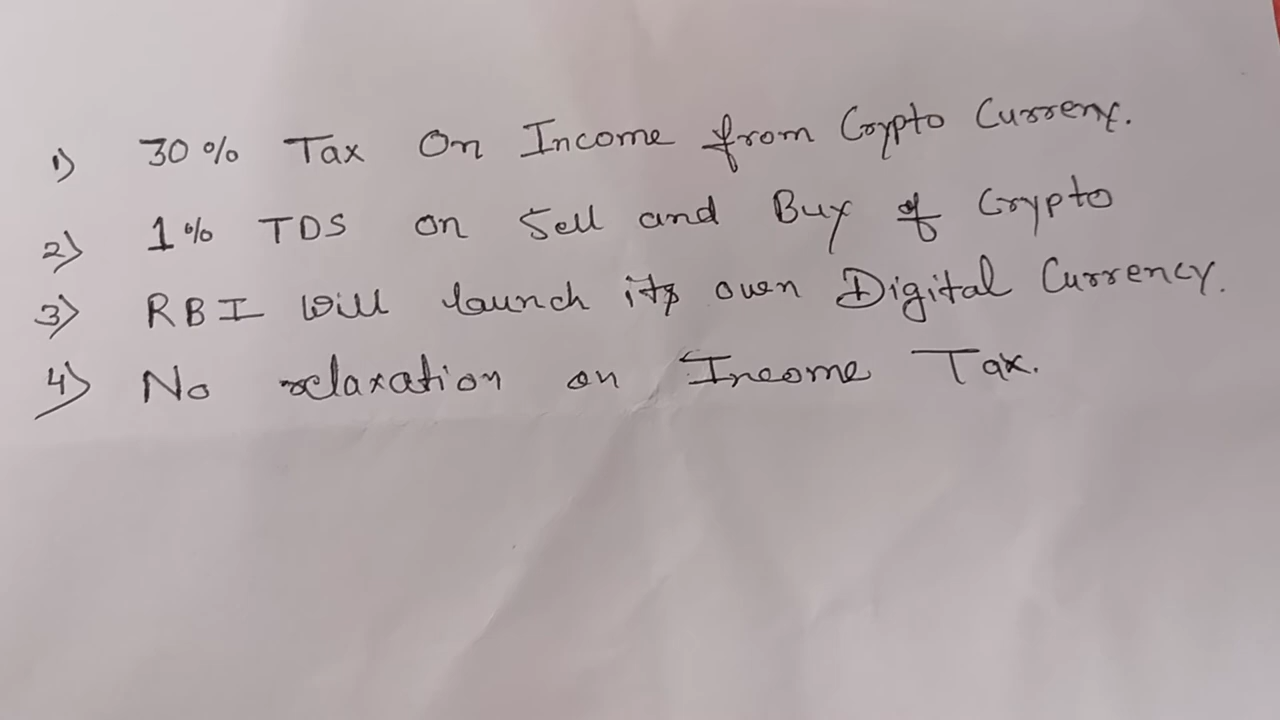 1) 30% Tax On Income from Crypto Currency.
2) 1% TDS on Sell and Buy of Crypto
3) RBI will launch its own Digital Currency.
4) No relaxation on Income Tax.